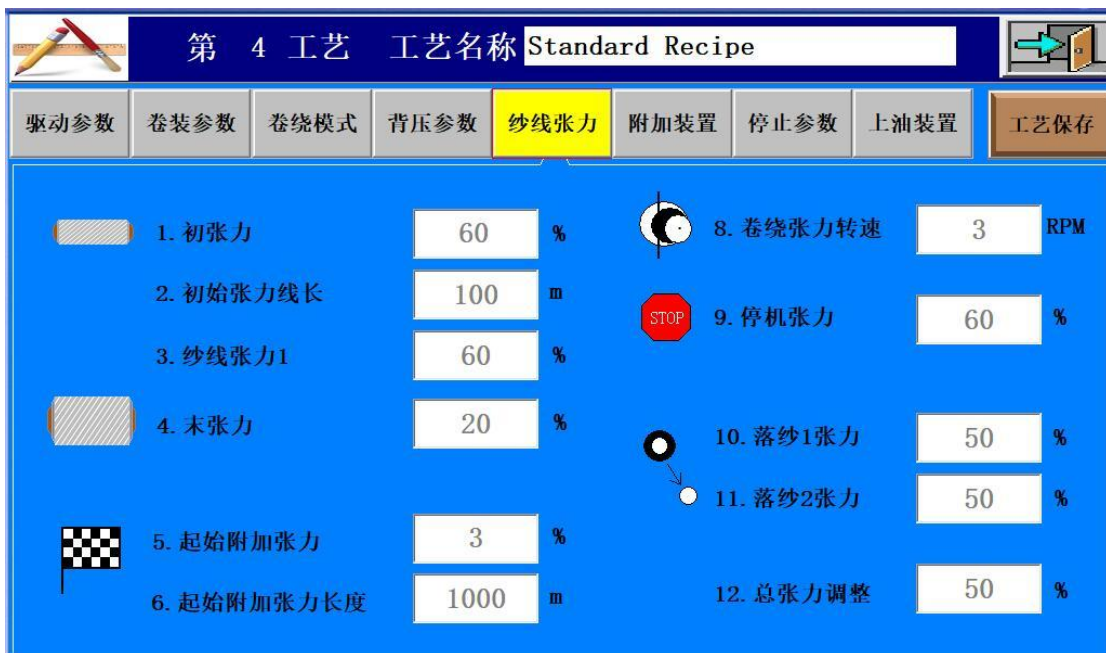 第 4 工艺 工艺名称 Standard Recipe
驱动参数 卷装参数 卷绕模式 背压参数 纱线张力 附加装置 停止参数 上油装置 工艺保存
1. 初张力 60 %
2. 初始张力线长 100 m
3. 纱线张力1 60 %
4. 末张力 20 %
5. 起始附加张力 3 %
6. 起始附加张力长度 1000 m
8. 卷绕张力转速 3 RPM
STOP 9. 停机张力 60 %
10. 落纱1张力 50 %
11. 落纱2张力 50 %
12. 总张力调整 50 %